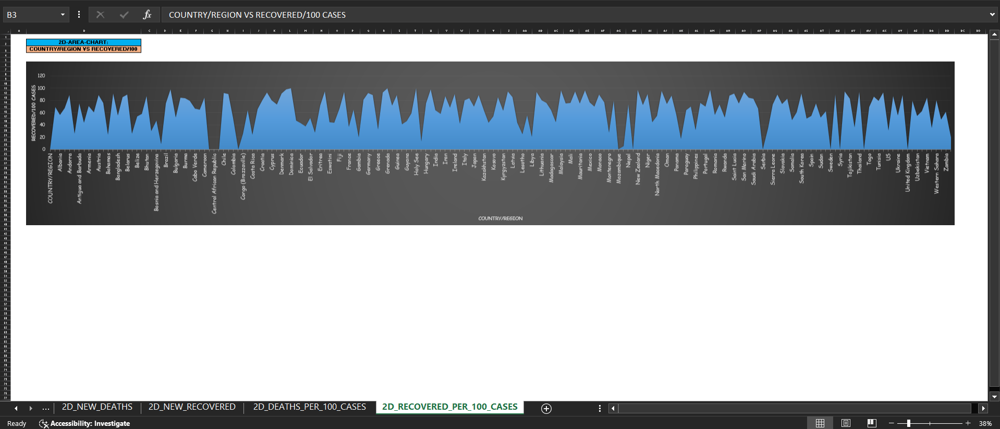 B3
fx
COUNTRY/REGION VS RECOVERED/100 CASES
2D-AREA-CHART:
COUNTRY/REGION VS RECOVERED/100
120
100
80
60
40
20
0
RECOVERED/100 CASES
COUNTRY/REGION
Albania
Andorra
Antigua and Barbuda
Armenia
Austria
Bahamas
Bangladesh
Belarus
Belize
Bhutan
Bosnia and Herzegovina
Brazil
Bulgaria
Burma
Cabo Verde
Cameroon
Central African Republic
Chile
Colombia
Congo (Brazzaville)
Costa Rica
Croatia
Cyprus
Denmark
Dominica
Ecuador
El Salvador
Eritrea
Eswatini
Fiji
France
Gambia
Germany
Greece
Grenada
Guinea
Guyana
Holy See
Hungary
India
Iran
Ireland
Italy
Japan
Kazakhstan
Kosovo
Kyrgyzstan
Latvia
Lesotho
Libya
Lithuania
Madagascar
Malaysia
Mali
Mauritania
Mexico
Monaco
Montenegro
Mozambique
Nepal
New Zealand
Niger
North Macedonia
Oman
Panama
Paraguay
Philippines
Portugal
Romania
Rwanda
Saint Lucia
San Marino
Saudi Arabia
Serbia
Sierra Leone
Slovakia
Somalia
South Korea
Spain
Sudan
Sweden
Syria
Tajikistan
Thailand
Togo
Tunisia
US
Ukraine
United Kingdom
Uzbekistan
Vietnam
Western Sahara
Zambia
COUNTRY/REGION
... 2D_NEW_DEATHS 2D_NEW_RECOVERED 2D_DEATHS_PER_100_CASES 2D_RECOVERED_PER_100_CASES
Ready Accessibility: Investigate 38%